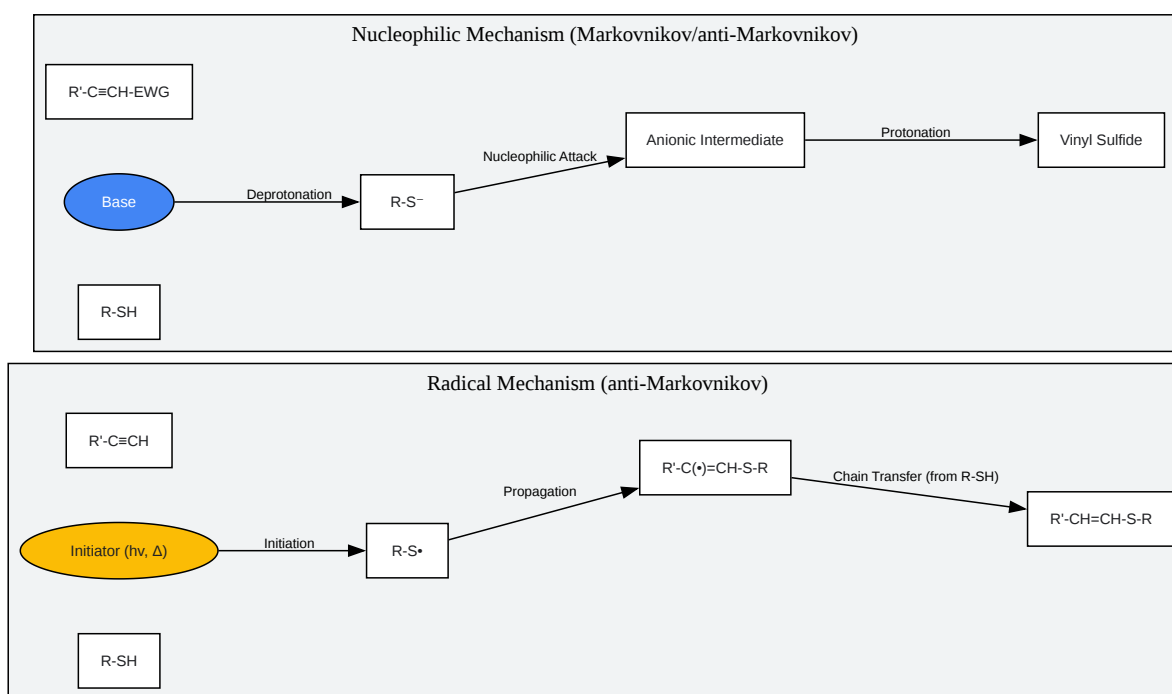 Nucleophilic Mechanism (Markovnikov/anti-Markovnikov)
R'-C≡CH-EWG
Base
Deprotonation
R-S⁻
Nucleophilic Attack
Anionic Intermediate
Protonation
Vinyl Sulfide
R-SH
Radical Mechanism (anti-Markovnikov)
R'-C≡CH
Initiator (hv, Δ)
Initiation
R-S•
Propagation
R'-C(•)=CH-S-R
Chain Transfer (from R-SH)
R'-CH=CH-S-R
R-SH